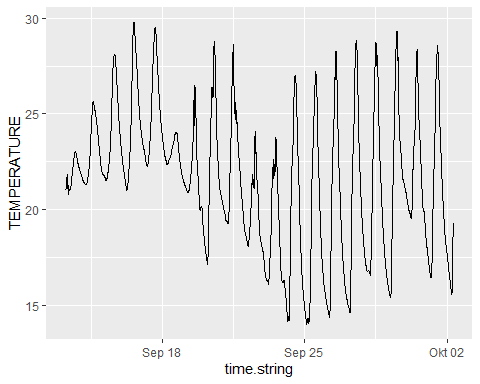 30
25
20
15
TEMPERATURE
Sep 18
Sep 25
Okt 02
time.string